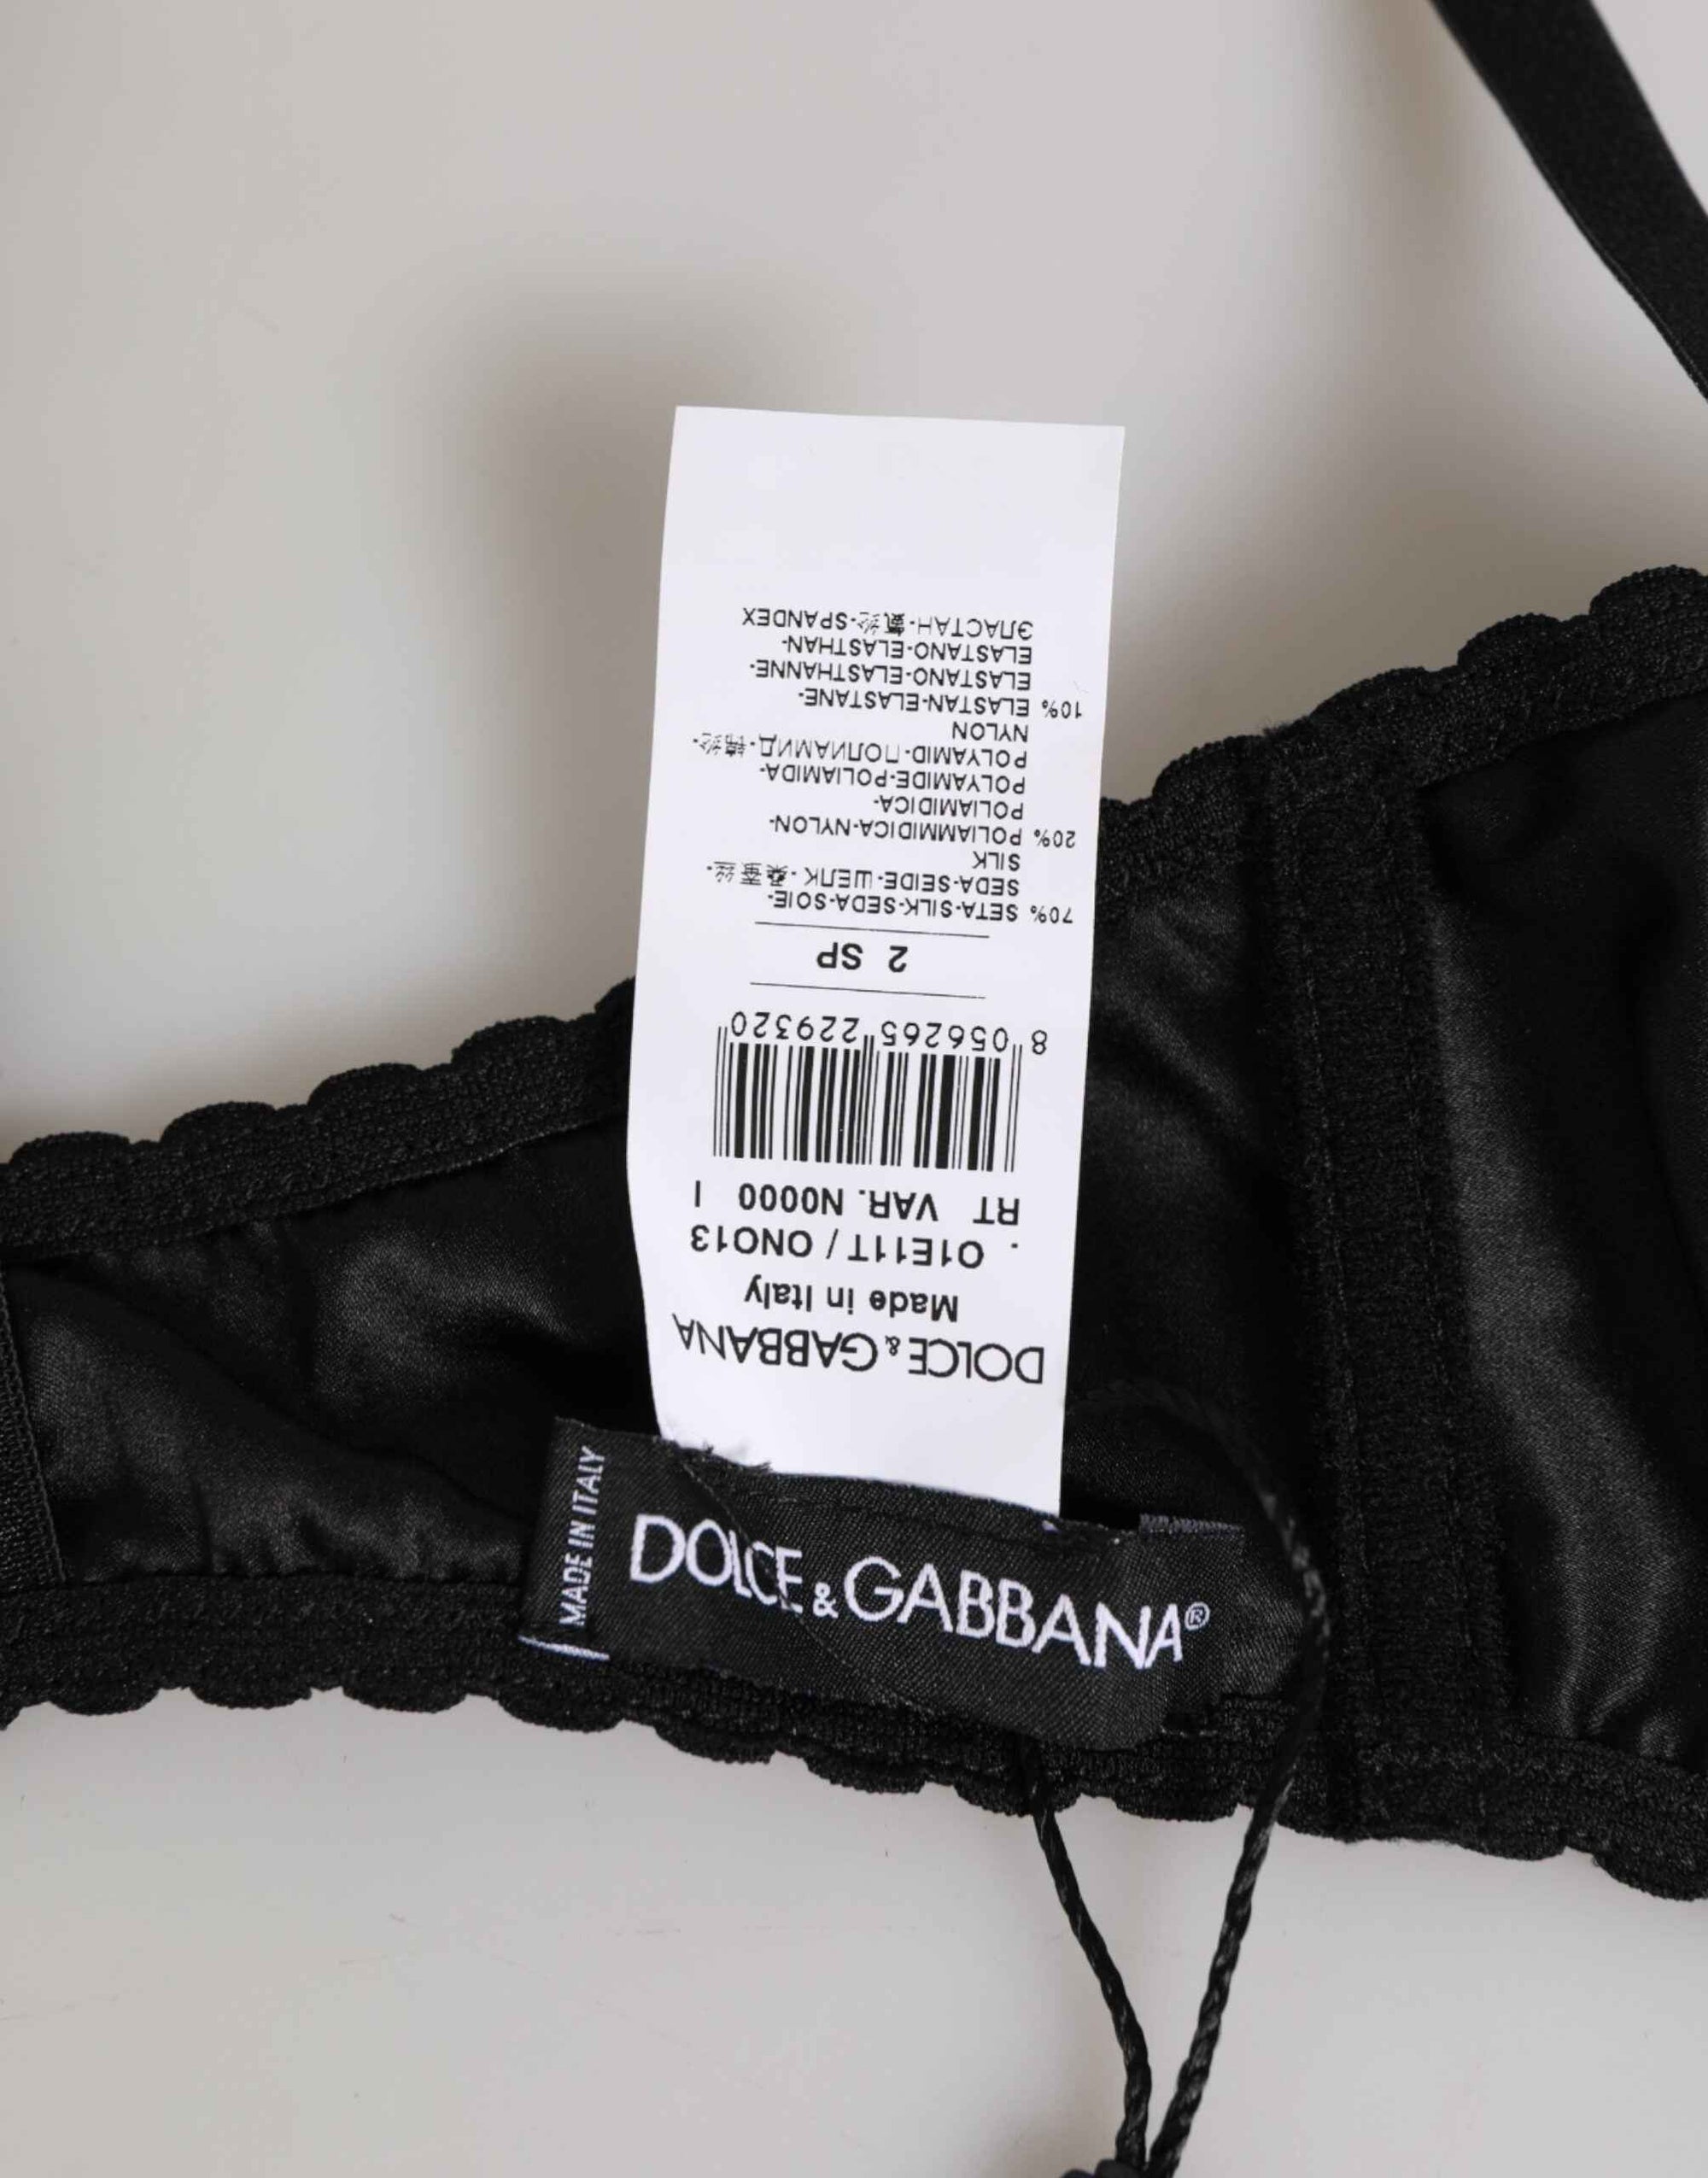 DOLCE & GABBANA
Made in Italy
. O1E11T / ONO13
RT VAR. N0000 I
8 056265 229320
2 SP
70% SETA-SILK-SEDA-SOIE-
SEDA-SEIDE-ШЕЛК-桑蚕丝-
SILK
20% POLIAMMIDICA-NYLON-
POLIAMIDICA-
POLYAMIDE-POLIAMIDA-
POLYAMID-ПОЛИАМИД-锦纶-
NYLON
10% ELASTAN-ELASTANE-
ELASTANO-ELASTHANNE-
ELASTANO-ELASTHAN-
ЭЛАСТАН-氨纶-SPANDEX
MADE IN ITALY
DOLCE & GABBANA®